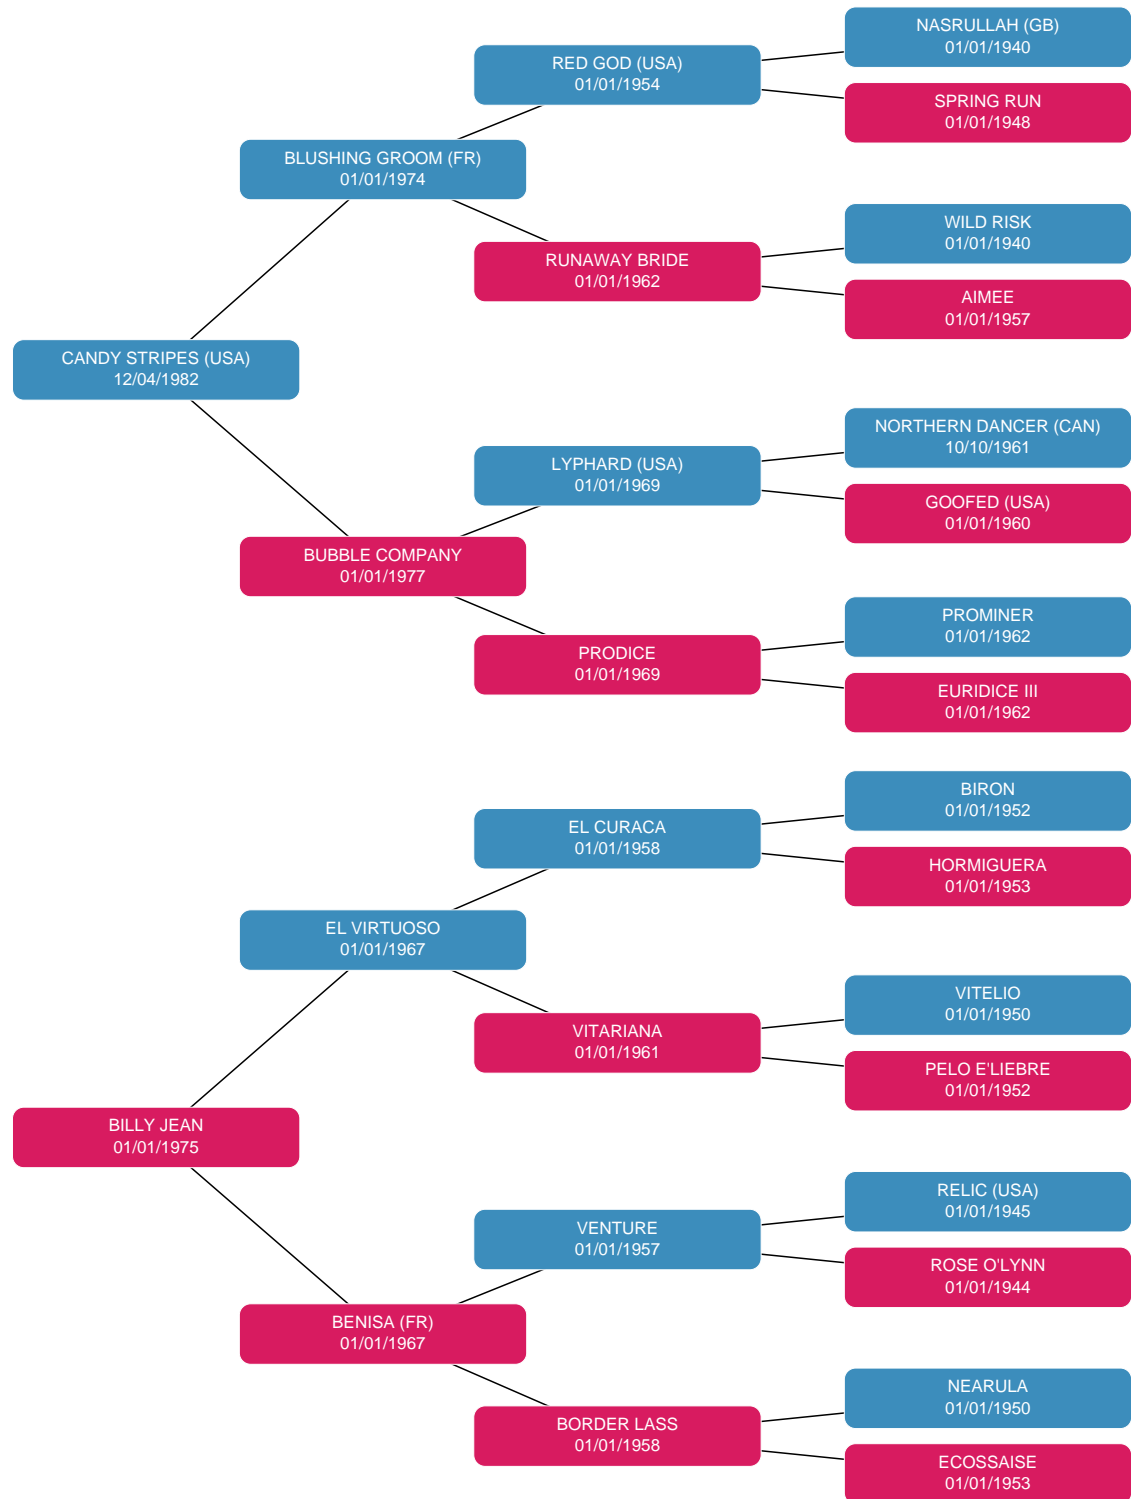 NASRULLAH (GB)
01/01/1940
RED GOD (USA)
01/01/1954
SPRING RUN
01/01/1948
BLUSHING GROOM (FR)
01/01/1974
WILD RISK
01/01/1940
RUNAWAY BRIDE
01/01/1962
AIMEE
01/01/1957
CANDY STRIPES (USA)
12/04/1982
NORTHERN DANCER (CAN)
10/10/1961
LYPHARD (USA)
01/01/1969
GOOFED (USA)
01/01/1960
BUBBLE COMPANY
01/01/1977
PROMINER
01/01/1962
PRODICE
01/01/1969
EURIDICE III
01/01/1962
BIRON
01/01/1952
EL CURACA
01/01/1958
HORMIGUERA
01/01/1953
EL VIRTUOSO
01/01/1967
VITELIO
01/01/1950
VITARIANA
01/01/1961
PELO E'LIEBRE
01/01/1952
BILLY JEAN
01/01/1975
RELIC (USA)
01/01/1945
VENTURE
01/01/1957
ROSE O'LYNN
01/01/1944
BENISA (FR)
01/01/1967
NEARULA
01/01/1950
BORDER LASS
01/01/1958
ECOSSAISE
01/01/1953